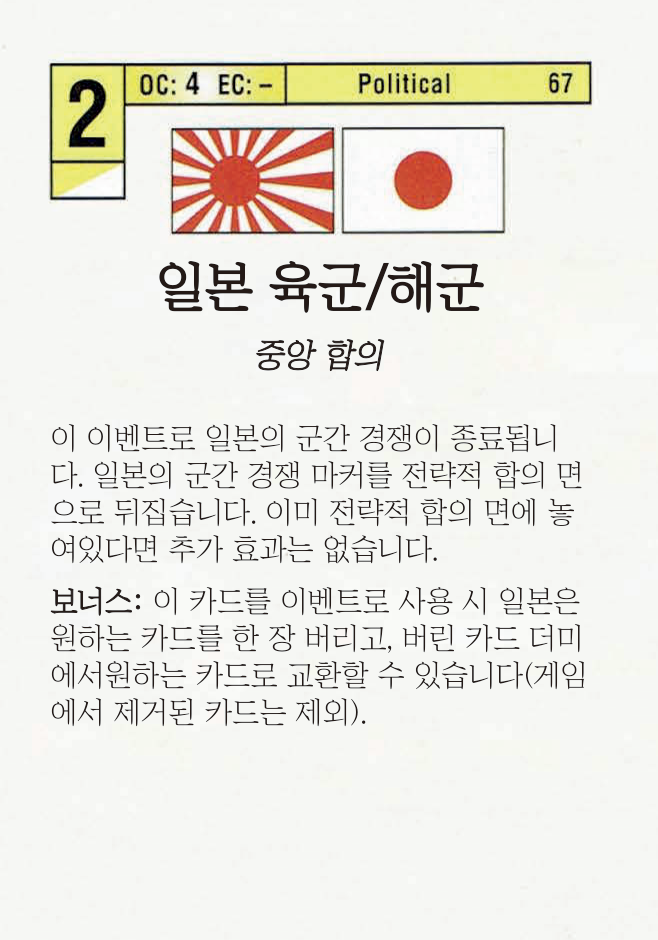 2
OC: 4 EC: – Political 67
일본 육군/해군
중앙 합의
이 이벤트로 일본의 군간 경쟁이 종료됩니
다. 일본의 군간 경쟁 마커를 전략적 합의 면
으로 뒤집습니다. 이미 전략적 합의 면에 놓
여있다면 추가 효과는 없습니다.
보너스: 이 카드를 이벤트로 사용 시 일본은
원하는 카드를 한 장 버리고, 버린 카드 더미
에서원하는 카드로 교환할 수 있습니다(게임
에서 제거된 카드는 제외).